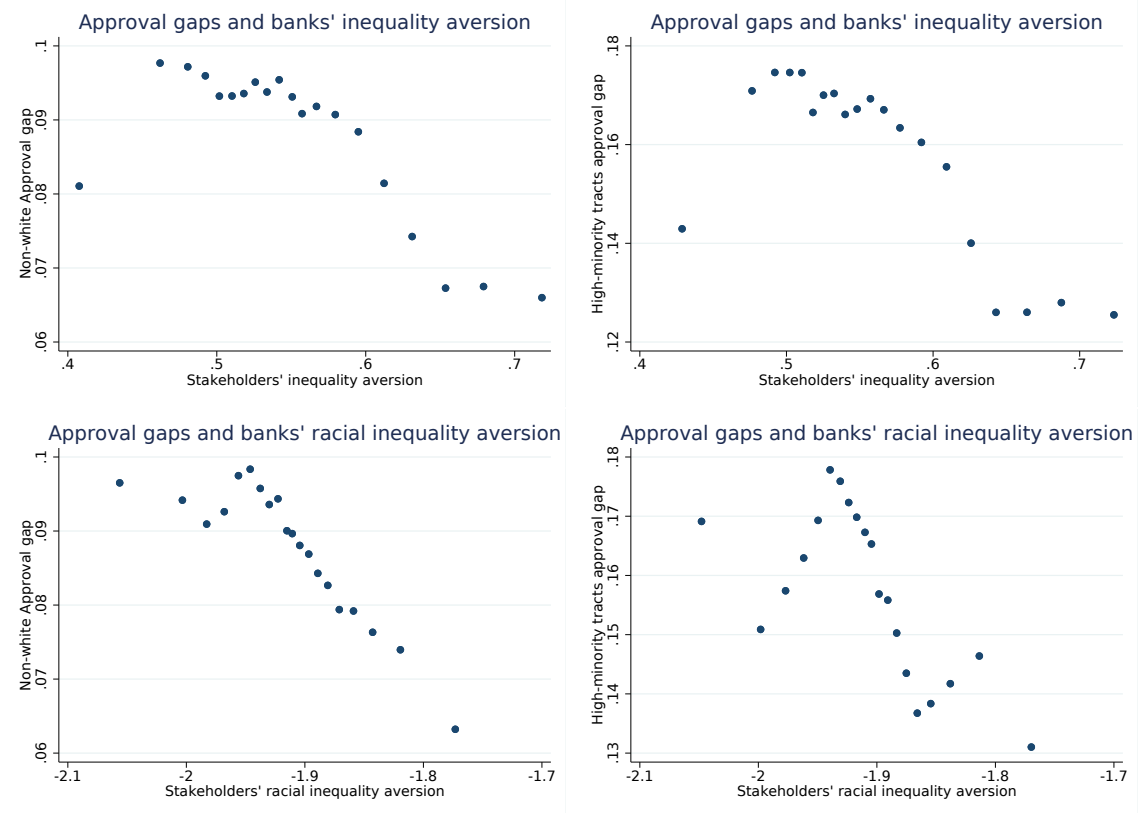 Approval gaps and banks' inequality aversion
Non-white Approval gap
.1
.09
.08
.07
.06
.4 .5 .6 .7
Stakeholders' inequality aversion
Approval gaps and banks' inequality aversion
High-minority tracts approval gap
.18
.16
.14
.12
.4 .5 .6 .7
Stakeholders' inequality aversion
Approval gaps and banks' racial inequality aversion
Non-white Approval gap
.1
.09
.08
.07
.06
-2.1 -2 -1.9 -1.8 -1.7
Stakeholders' racial inequality aversion
Approval gaps and banks' racial inequality aversion
High-minority tracts approval gap
.18
.17
.16
.15
.14
.13
-2.1 -2 -1.9 -1.8 -1.7
Stakeholders' racial inequality aversion